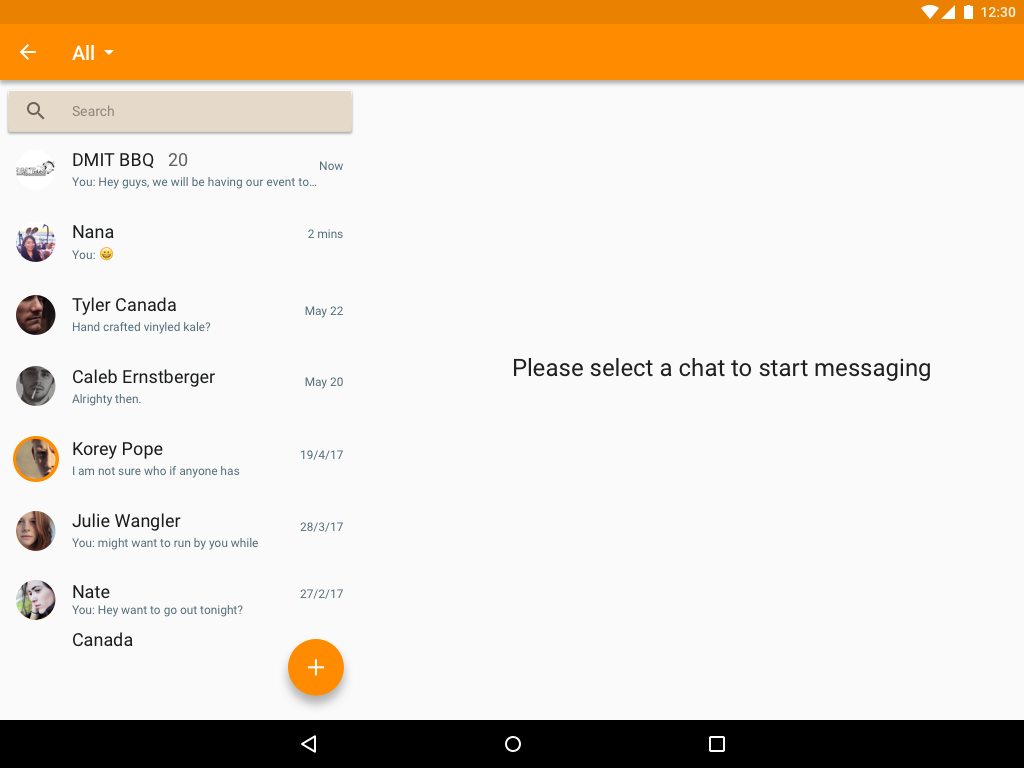 12:30
All
Search
DMIT BBQ 20
Now
You: Hey guys, we will be having our event to…
Nana
2 mins
You: 😀
Tyler Canada
May 22
Hand crafted vinyled kale?
Caleb Ernstberger
May 20
Alrighty then.
Korey Pope
19/4/17
I am not sure who if anyone has
Julie Wangler
28/3/17
You: might want to run by you while
Nate
27/2/17
You: Hey want to go out tonight?
Canada
Please select a chat to start messaging